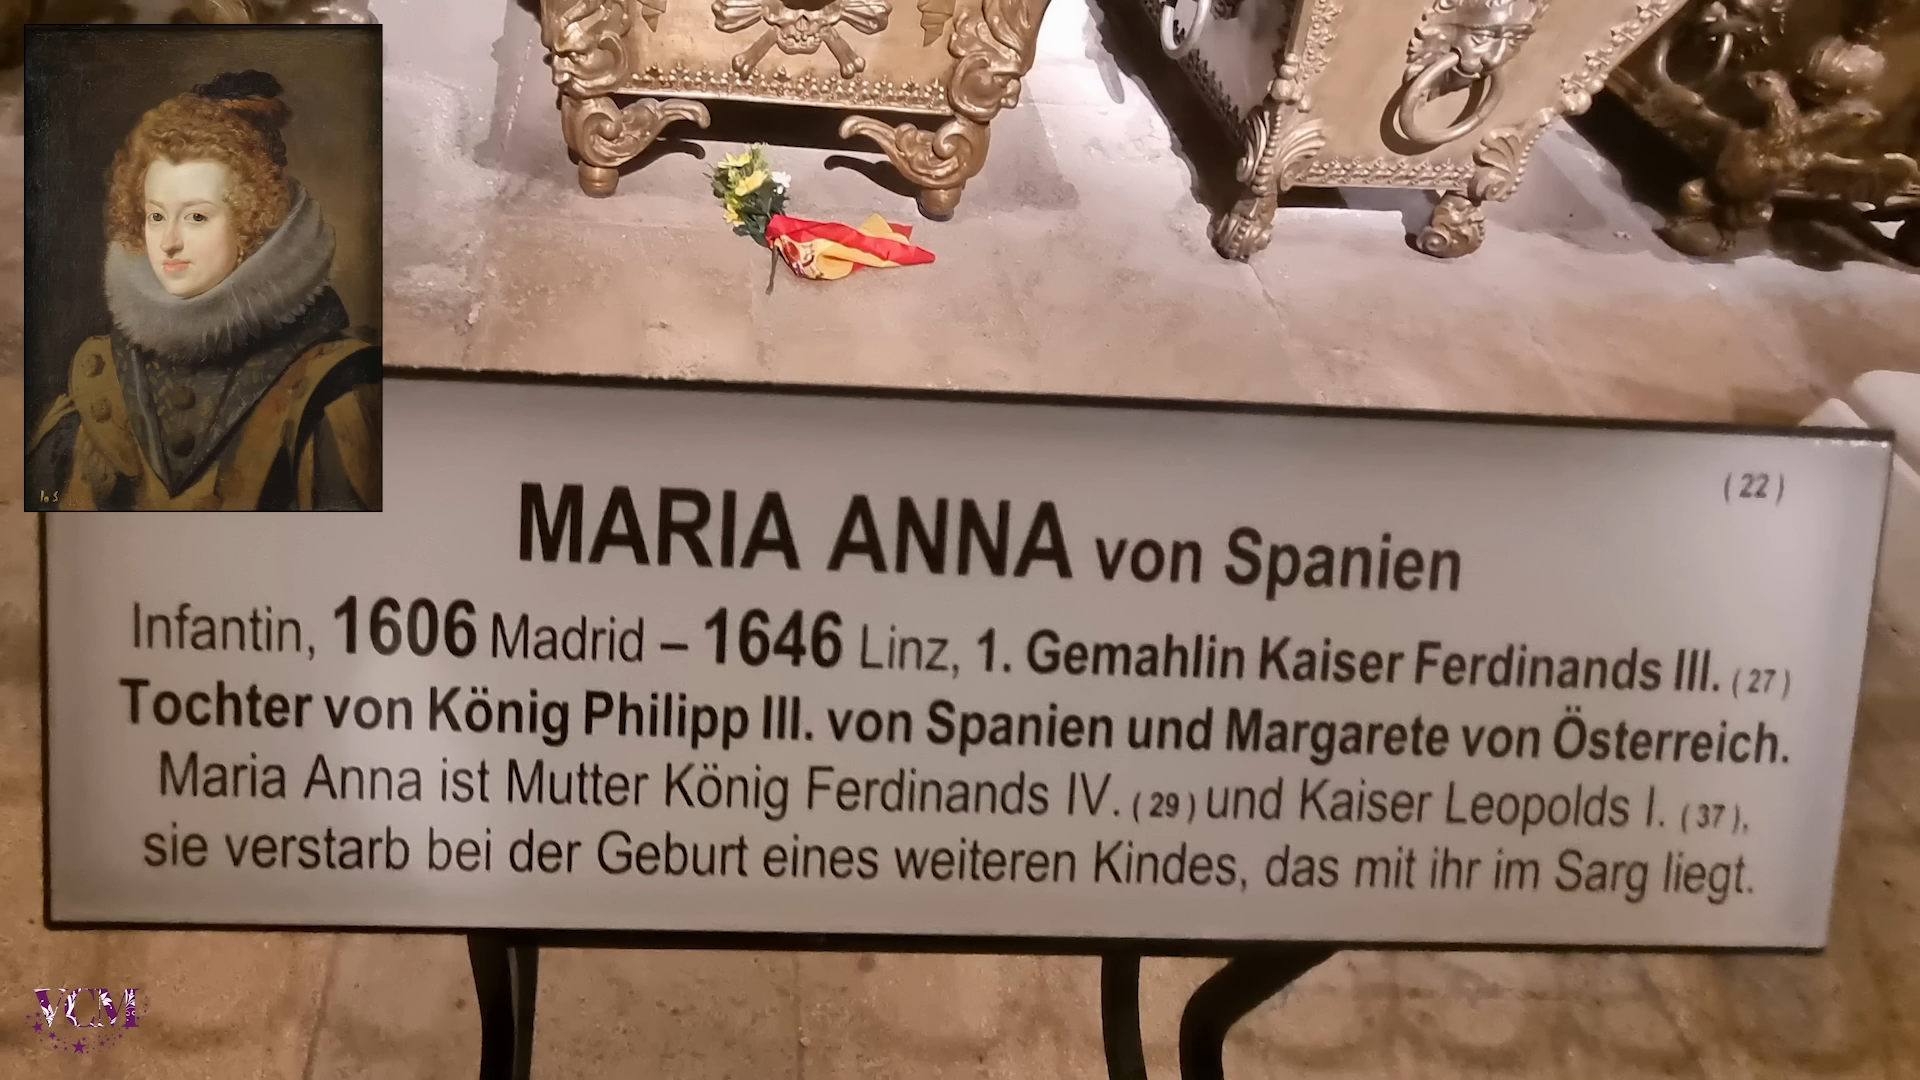 (22)
MARIA ANNA von Spanien
Infantin, 1606 Madrid – 1646 Linz, 1. Gemahlin Kaiser Ferdinands III. (27)
Tochter von König Philipp III. von Spanien und Margarete von Österreich.
Maria Anna ist Mutter König Ferdinands IV. (29) und Kaiser Leopolds I. (37),
sie verstarb bei der Geburt eines weiteren Kindes, das mit ihr im Sarg liegt.
VCM